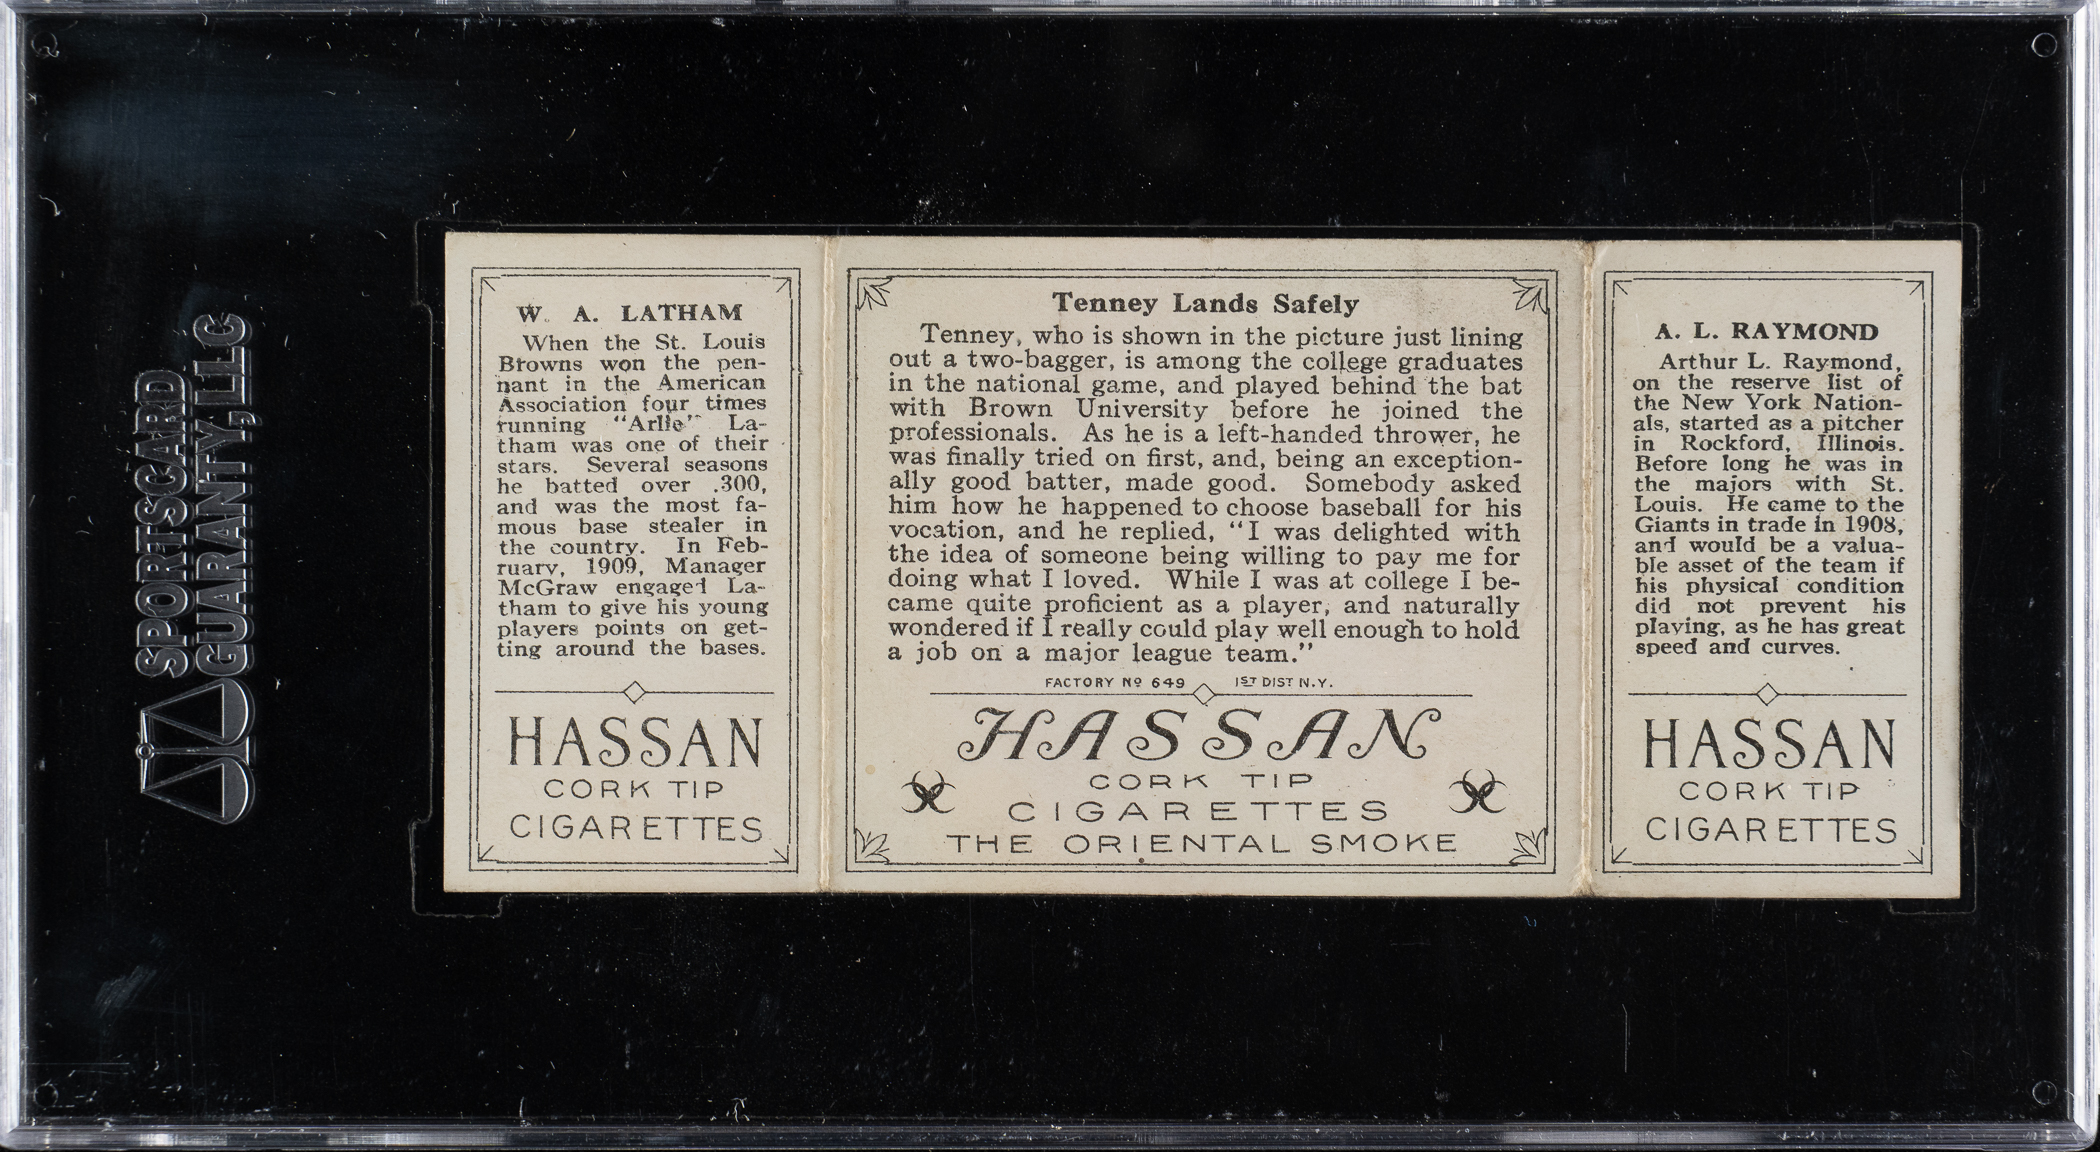 SPORTSCARD
GUARANTY, LLC
W. A. LATHAM
When the St. Louis
Browns won the pen-
nant in the American
Association four times
running "Arlie" La-
tham was one of their
stars. Several seasons
he batted over .300,
and was the most fa-
mous base stealer in
the country. In Feb-
ruary, 1909, Manager
McGraw engaged La-
tham to give his young
players points on get-
ting around the bases.
HASSAN
CORK TIP
CIGARETTES
Tenney Lands Safely
Tenney, who is shown in the picture just lining
out a two-bagger, is among the college graduates
in the national game, and played behind the bat
with Brown University before he joined the
professionals. As he is a left-handed thrower, he
was finally tried on first, and, being an exception-
ally good batter, made good. Somebody asked
him how he happened to choose baseball for his
vocation, and he replied, "I was delighted with
the idea of someone being willing to pay me for
doing what I loved. While I was at college I be-
came quite proficient as a player, and naturally
wondered if I really could play well enough to hold
a job on a major league team."
FACTORY No 649 1ST DIST N.Y.
HASSAN
CORK TIP
CIGARETTES
THE ORIENTAL SMOKE
A. L. RAYMOND
Arthur L. Raymond,
on the reserve list of
the New York Nation-
als, started as a pitcher
in Rockford, Illinois.
Before long he was in
the majors with St.
Louis. He came to the
Giants in trade in 1908,
and would be a valua-
ble asset of the team if
his physical condition
did not prevent his
playing, as he has great
speed and curves.
HASSAN
CORK TIP
CIGARETTES